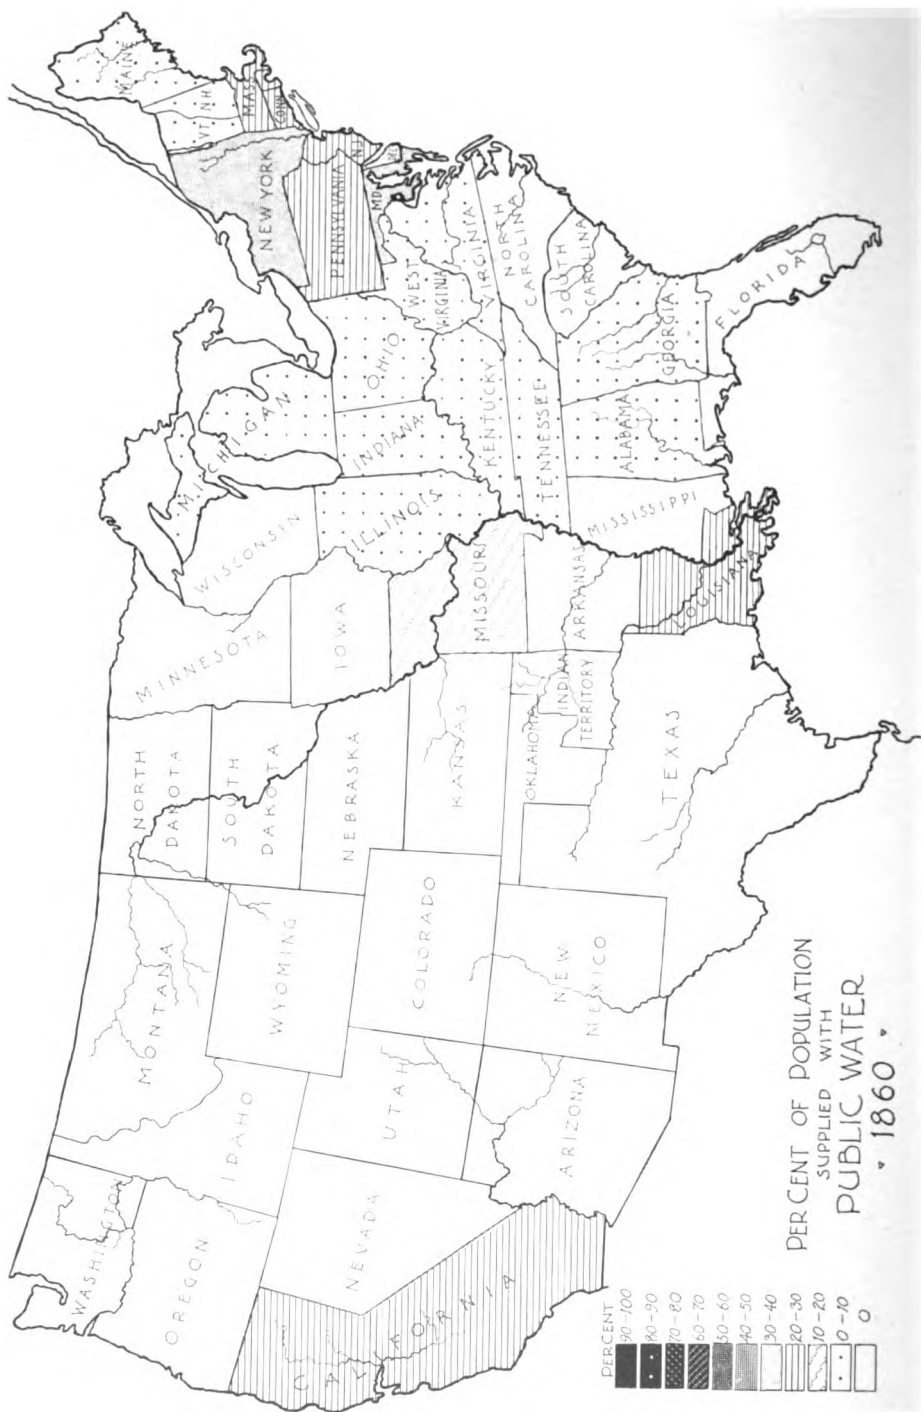 PER CENT OF POPULATION
SUPPLIED WITH
PUBLIC WATER
1860
PERCENT
90-100
80-90
70-80
60-70
50-60
40-50
30-40
20-30
10-20
0-10
0
WASHINGTON
OREGON
CALIFORNIA
NEVADA
IDAHO
MONTANA
WYOMING
UTAH
ARIZONA
COLORADO
NEW
MEXICO
NORTH
DAKOTA
SOUTH
DAKOTA
NEBRASKA
KANSAS
OKLAHOMA
INDIAN
TERRITORY
TEXAS
MINNESOTA
IOWA
MISSOURI
ARKANSAS
LOUISIANA
WISCONSIN
ILLINOIS
MICHIGAN
INDIANA
OHIO
KENTUCKY
TENNESSEE
MISSISSIPPI
ALABAMA
GEORGIA
FLORIDA
SOUTH
CAROLINA
NORTH
CAROLINA
VIRGINIA
WEST
VIRGINIA
MD
PENNSYLVANIA
NEW YORK
VT
NH
MAINE
MASS
CONN